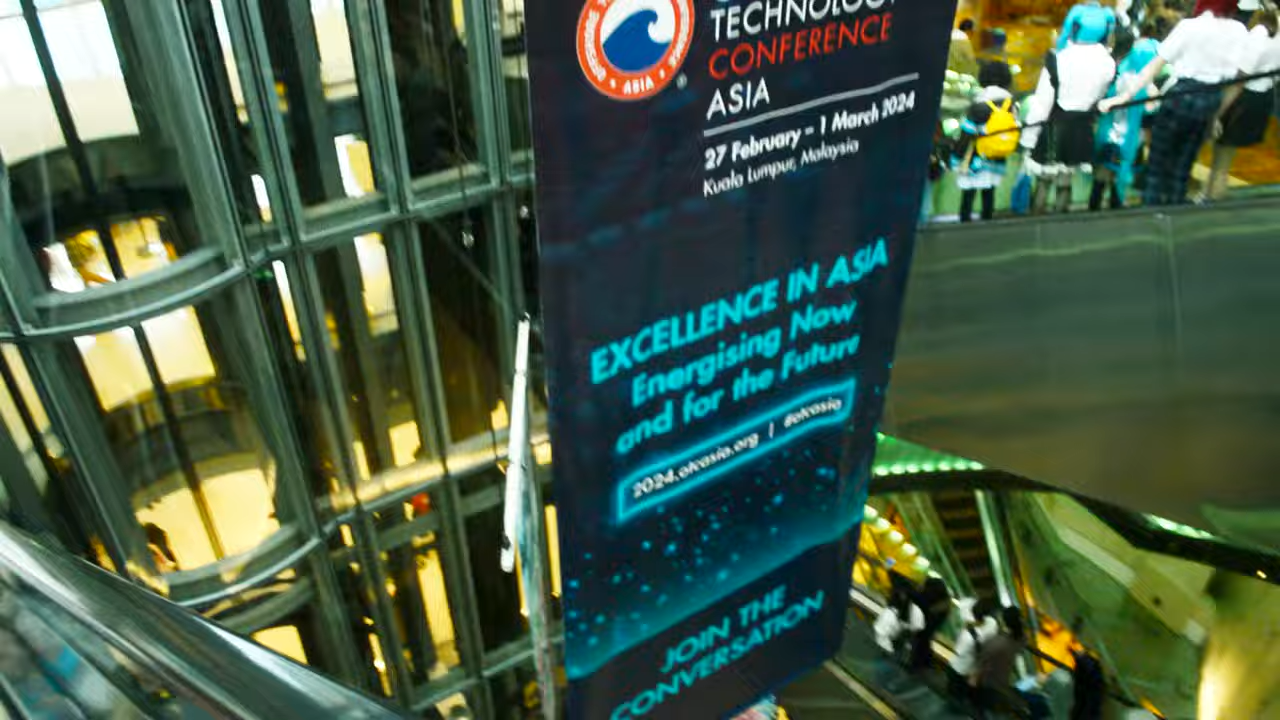 TECHNOLOGY
CONFERENCE
ASIA
27 February – 1 March 2024
Kuala Lumpur, Malaysia
ASIA
EXCELLENCE IN ASIA
Energising Now
and for the Future
2024.otcasia.org | #otcasia
JOIN THE
CONVERSATION